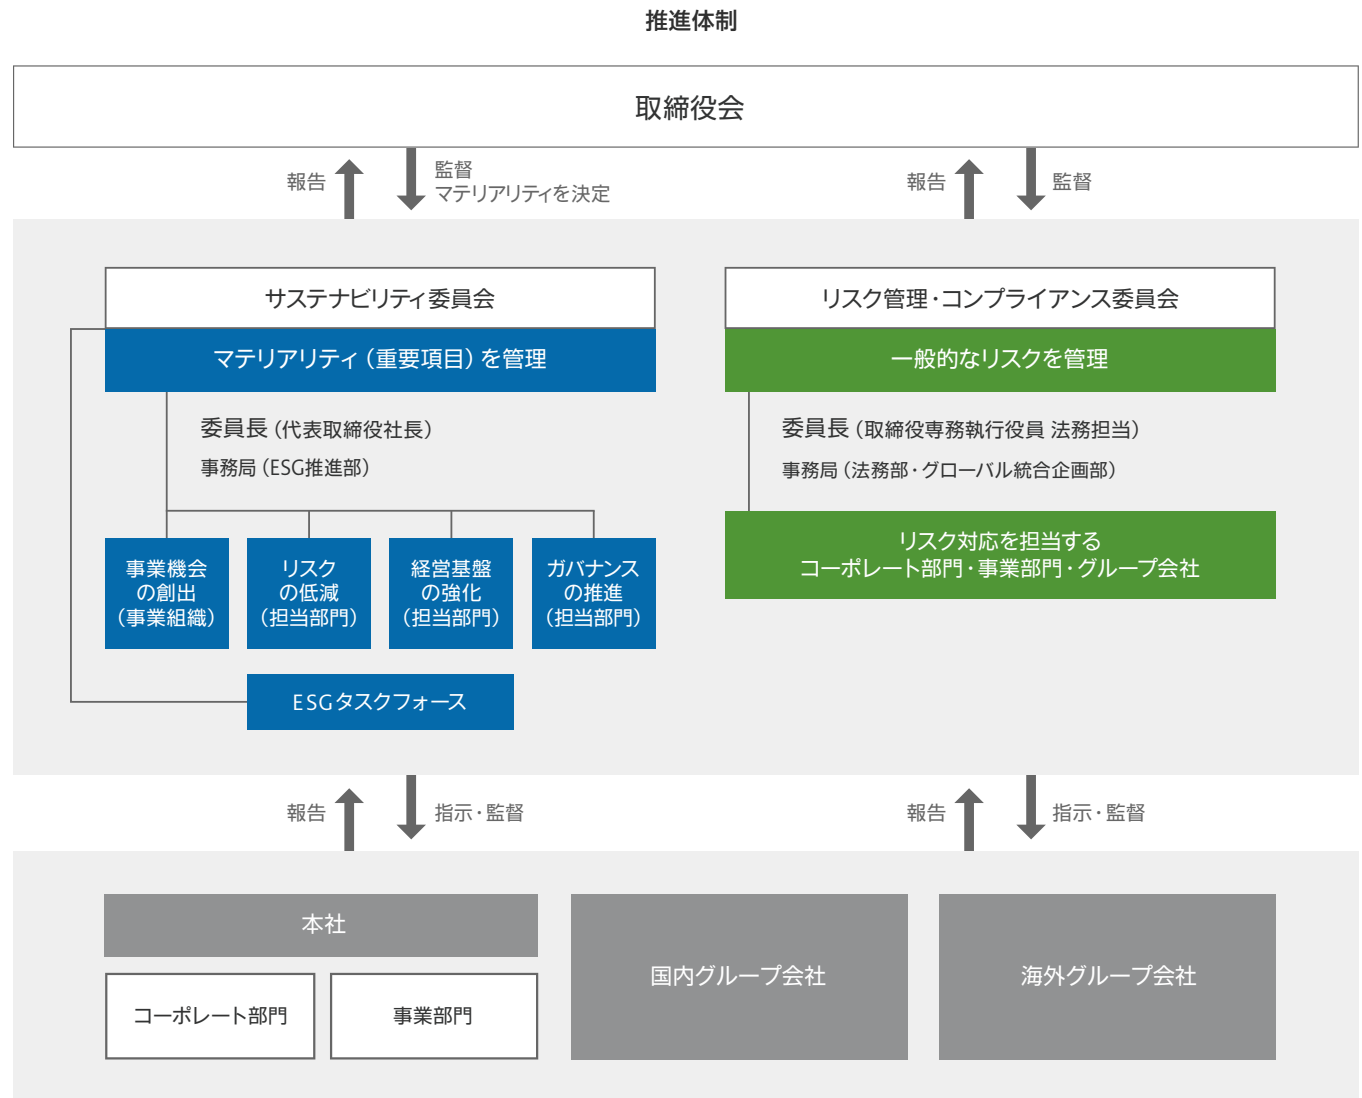 推進体制
取締役会
報告
監督
マテリアリティを決定
報告
監督
サステナビリティ委員会
マテリアリティ（重要項目）を管理
委員長（代表取締役社長）
事務局（ESG推進部）
事業機会
の創出
（事業組織）
リスク
の低減
（担当部門）
経営基盤
の強化
（担当部門）
ガバナンス
の推進
（担当部門）
ESGタスクフォース
リスク管理・コンプライアンス委員会
一般的なリスクを管理
委員長（取締役専務執行役員 法務担当）
事務局（法務部・グローバル統合企画部）
リスク対応を担当する
コーポレート部門・事業部門・グループ会社
報告
指示・監督
報告
指示・監督
本社
コーポレート部門
事業部門
国内グループ会社
海外グループ会社